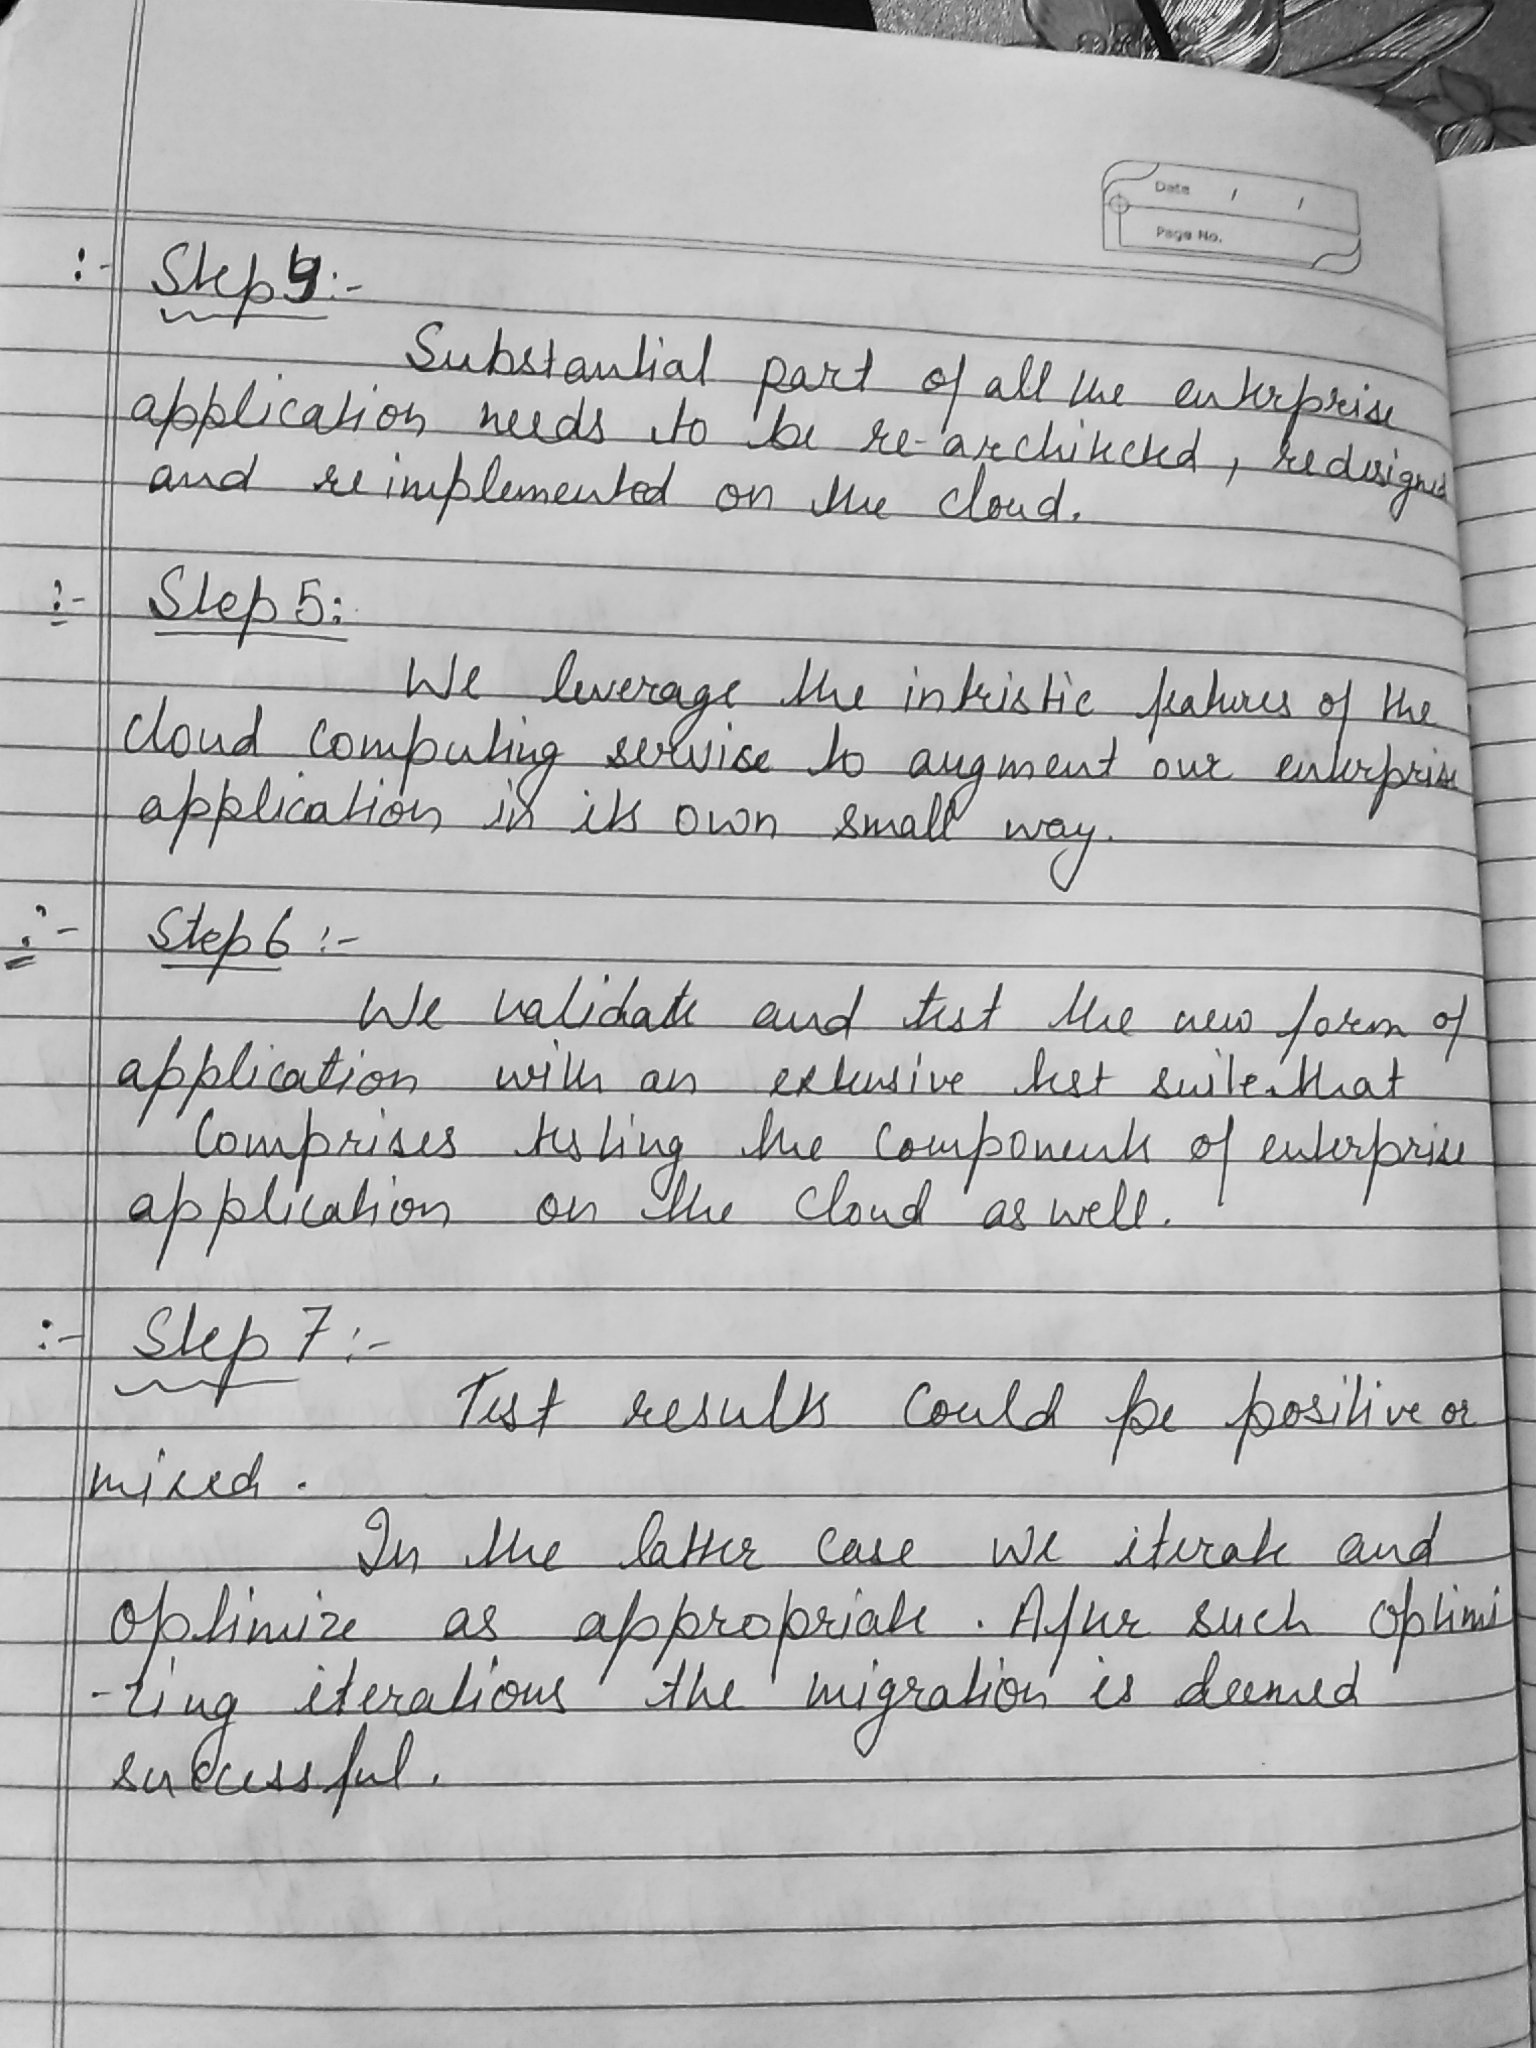 Date / /
Page No.
:- Step 4:-
Substantial part of all the enterprise
application needs to be re-architected, redesigned
and reimplemented on the cloud.
:- Step 5:
We leverage the intristic features of the
cloud computing service to augment our enterprise
application in its own small way.
:- Step 6 :-
We validate and test the new form of
application with an extensive test suite that
comprises testing the components of enterprise
application on the cloud as well.
:- Step 7 :-
Test results could be positive or
mixed.
In the latter case we iterate and
optimize as appropriate. After such optimi
-zing iterations the migration is deemed
successful.